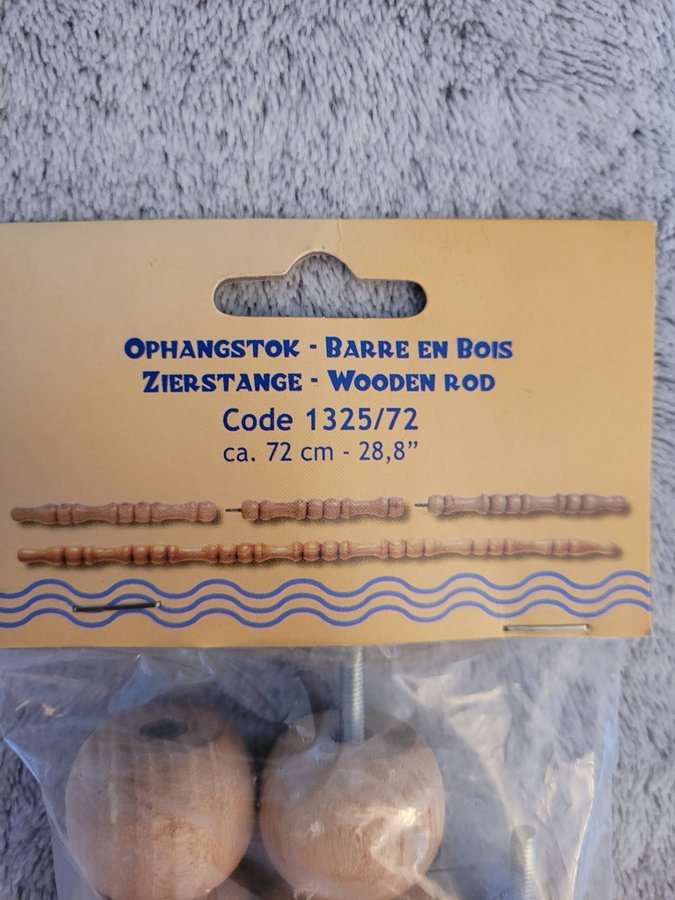 OPHANGSTOK - BARRE EN BOIS
ZIERSTANGE - WOODEN ROD
Code 1325/72
ca. 72 cm - 28,8”